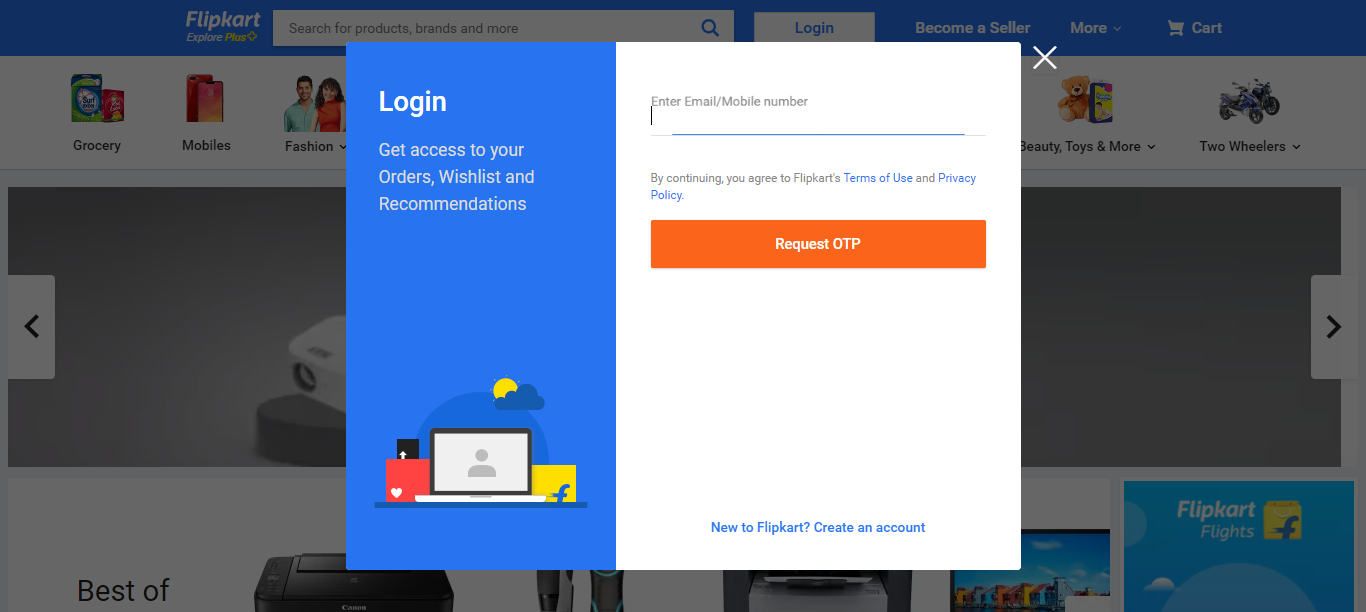 Flipkart
Explore Plus
Search for products, brands and more
Login
Become a Seller
More
Cart
Grocery
Mobiles
Fashion
Beauty, Toys & More
Two Wheelers
Login
Get access to your
Orders, Wishlist and
Recommendations
Enter Email/Mobile number
By continuing, you agree to Flipkart's Terms of Use and Privacy
Policy.
Request OTP
New to Flipkart? Create an account
Best of
Canon
Flipkart
Flights